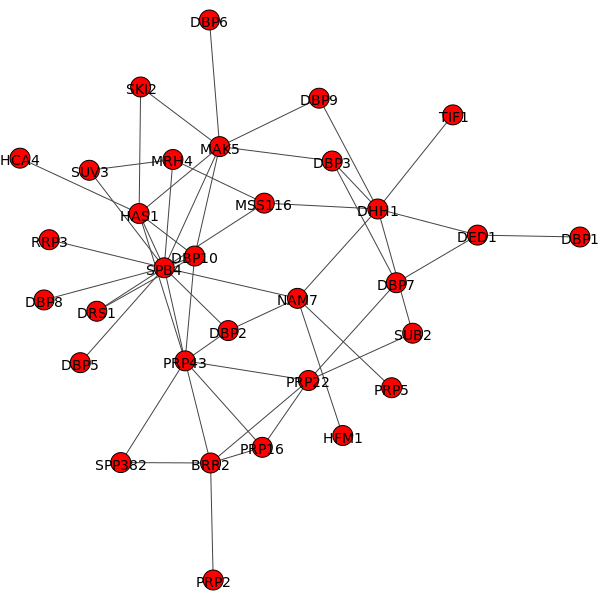 DBP6
SKI2
DBP9
TIF1
MAK5
HCA4
SUV3
MRH4
DBP3
MSS116
HAS1
DHH1
RRP3
DED1
DBP1
DBP10
SPB4
DBP7
DBP8
DRS1
NAM7
DBP2
SUB2
DBP5
PRP43
PRP22
PRP5
HFM1
PRP16
SPP382
BRR2
PRP2